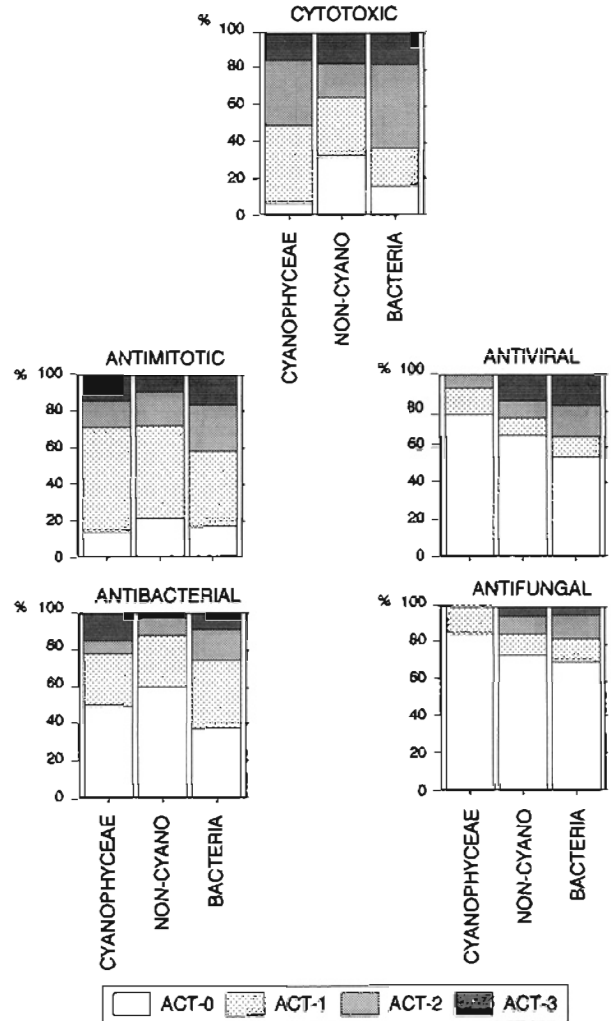 CYTOTOXIC
%
100
80
60
40
20
0
CYANOPHYCEAE
NON-CYANO
BACTERIA
ANTIMITOTIC
%
100
80
60
40
20
0
ANTIVIRAL
%
100
80
60
40
20
0
ANTIBACTERIAL
%
100
80
60
40
20
0
CYANOPHYCEAE
NON-CYANO
BACTERIA
ANTIFUNGAL
%
100
80
60
40
20
0
CYANOPHYCEAE
NON-CYANO
BACTERIA
ACT-0 ACT-1 ACT-2 ACT-3